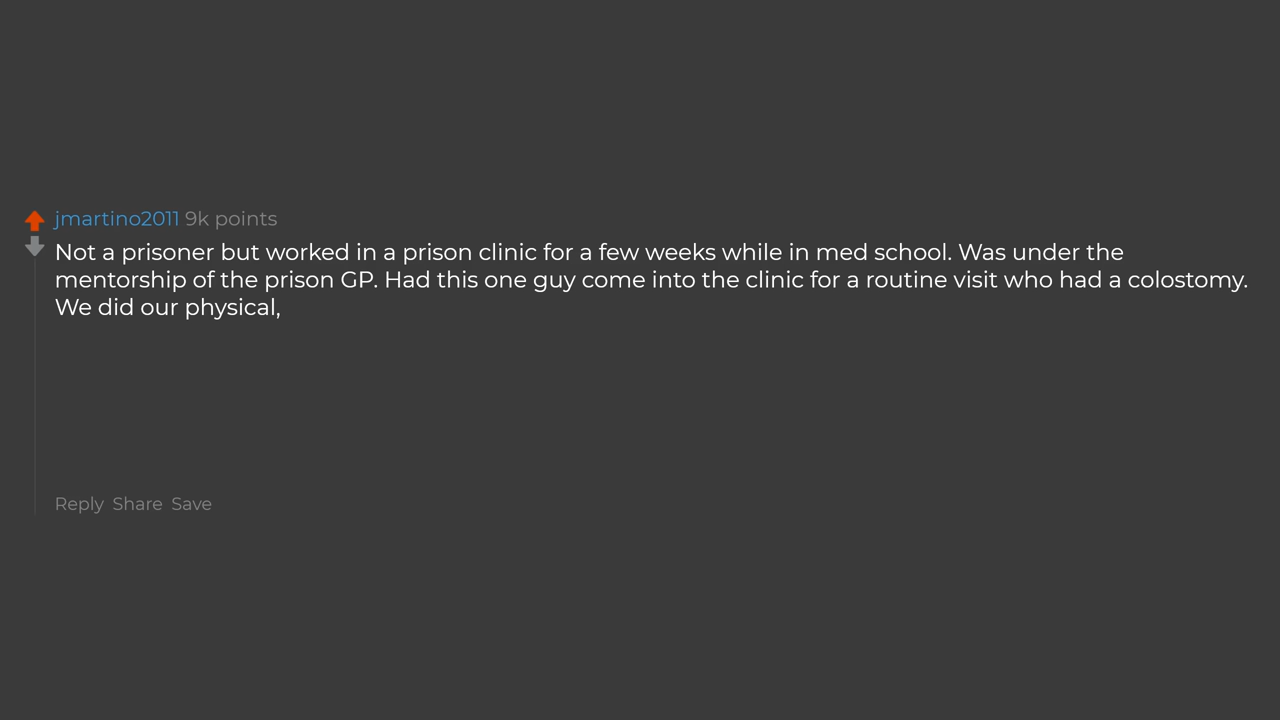 jmartino2011 9k points
Not a prisoner but worked in a prison clinic for a few weeks while in med school. Was under the
mentorship of the prison GP. Had this one guy come into the clinic for a routine visit who had a colostomy.
We did our physical,
Reply Share Save